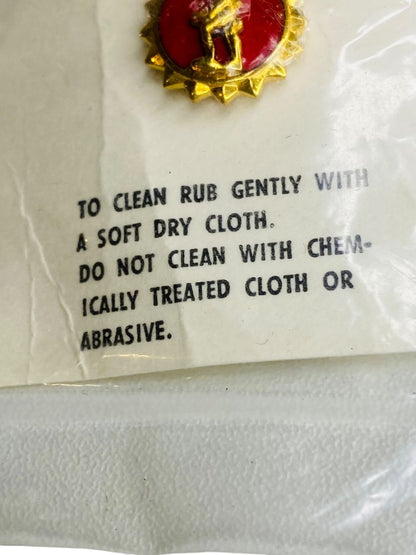 TO CLEAN RUB GENTLY WITH
A SOFT DRY CLOTH.
DO NOT CLEAN WITH CHEM-
ICALLY TREATED CLOTH OR
ABRASIVE.